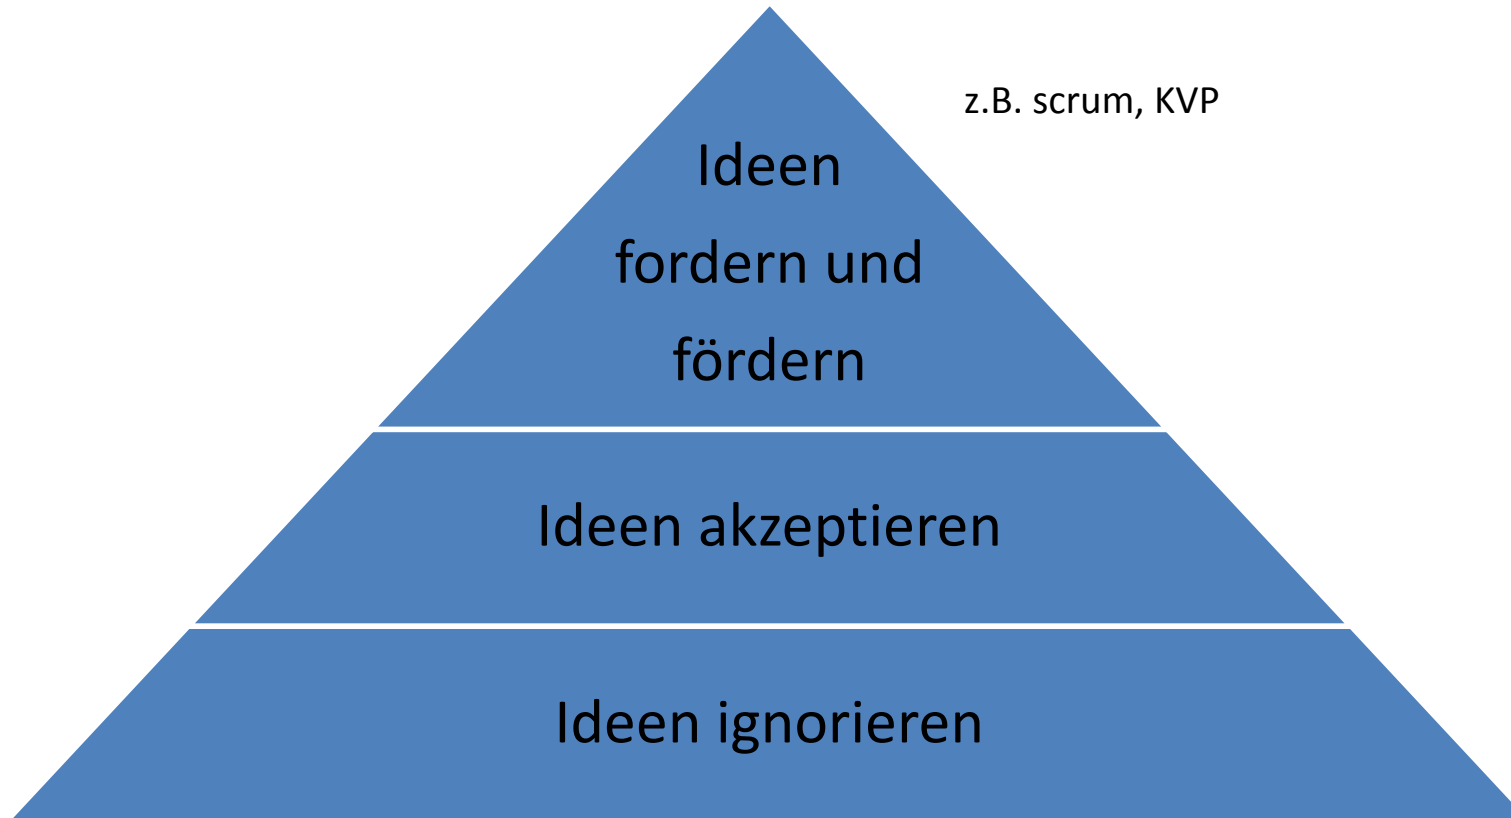 z.B. scrum, KVP
Ideen
fordern und
fördern
Ideen akzeptieren
Ideen ignorieren